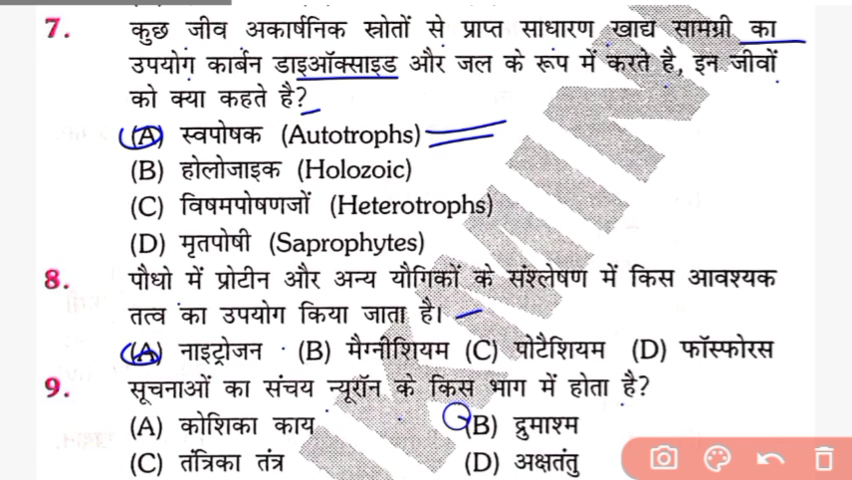 7. कुछ जीव अकार्षनिक स्रोतों से प्राप्त साधारण खाद्य सामग्री का
उपयोग कार्बन डाइऑक्साइड और जल के रूप में करते है, इन जीवों
को क्या कहते है?
(A) स्वपोषक (Autotrophs)
(B) होलोजाइक (Holozoic)
(C) विषमपोषणजों (Heterotrophs)
(D) मृतपोषी (Saprophytes)
8. पौधो में प्रोटीन और अन्य यौगिकों के संश्लेषण में किस आवश्यक
तत्व का उपयोग किया जाता है।
(A) नाइट्रोजन (B) मैग्नीशियम (C) पोटैशियम (D) फॉस्फोरस
9. सूचनाओं का संचय न्यूरॉन के किस भाग में होता है?
(A) कोशिका काय (B) द्रुमाश्म
(C) तंत्रिका तंत्र (D) अक्षतंतु